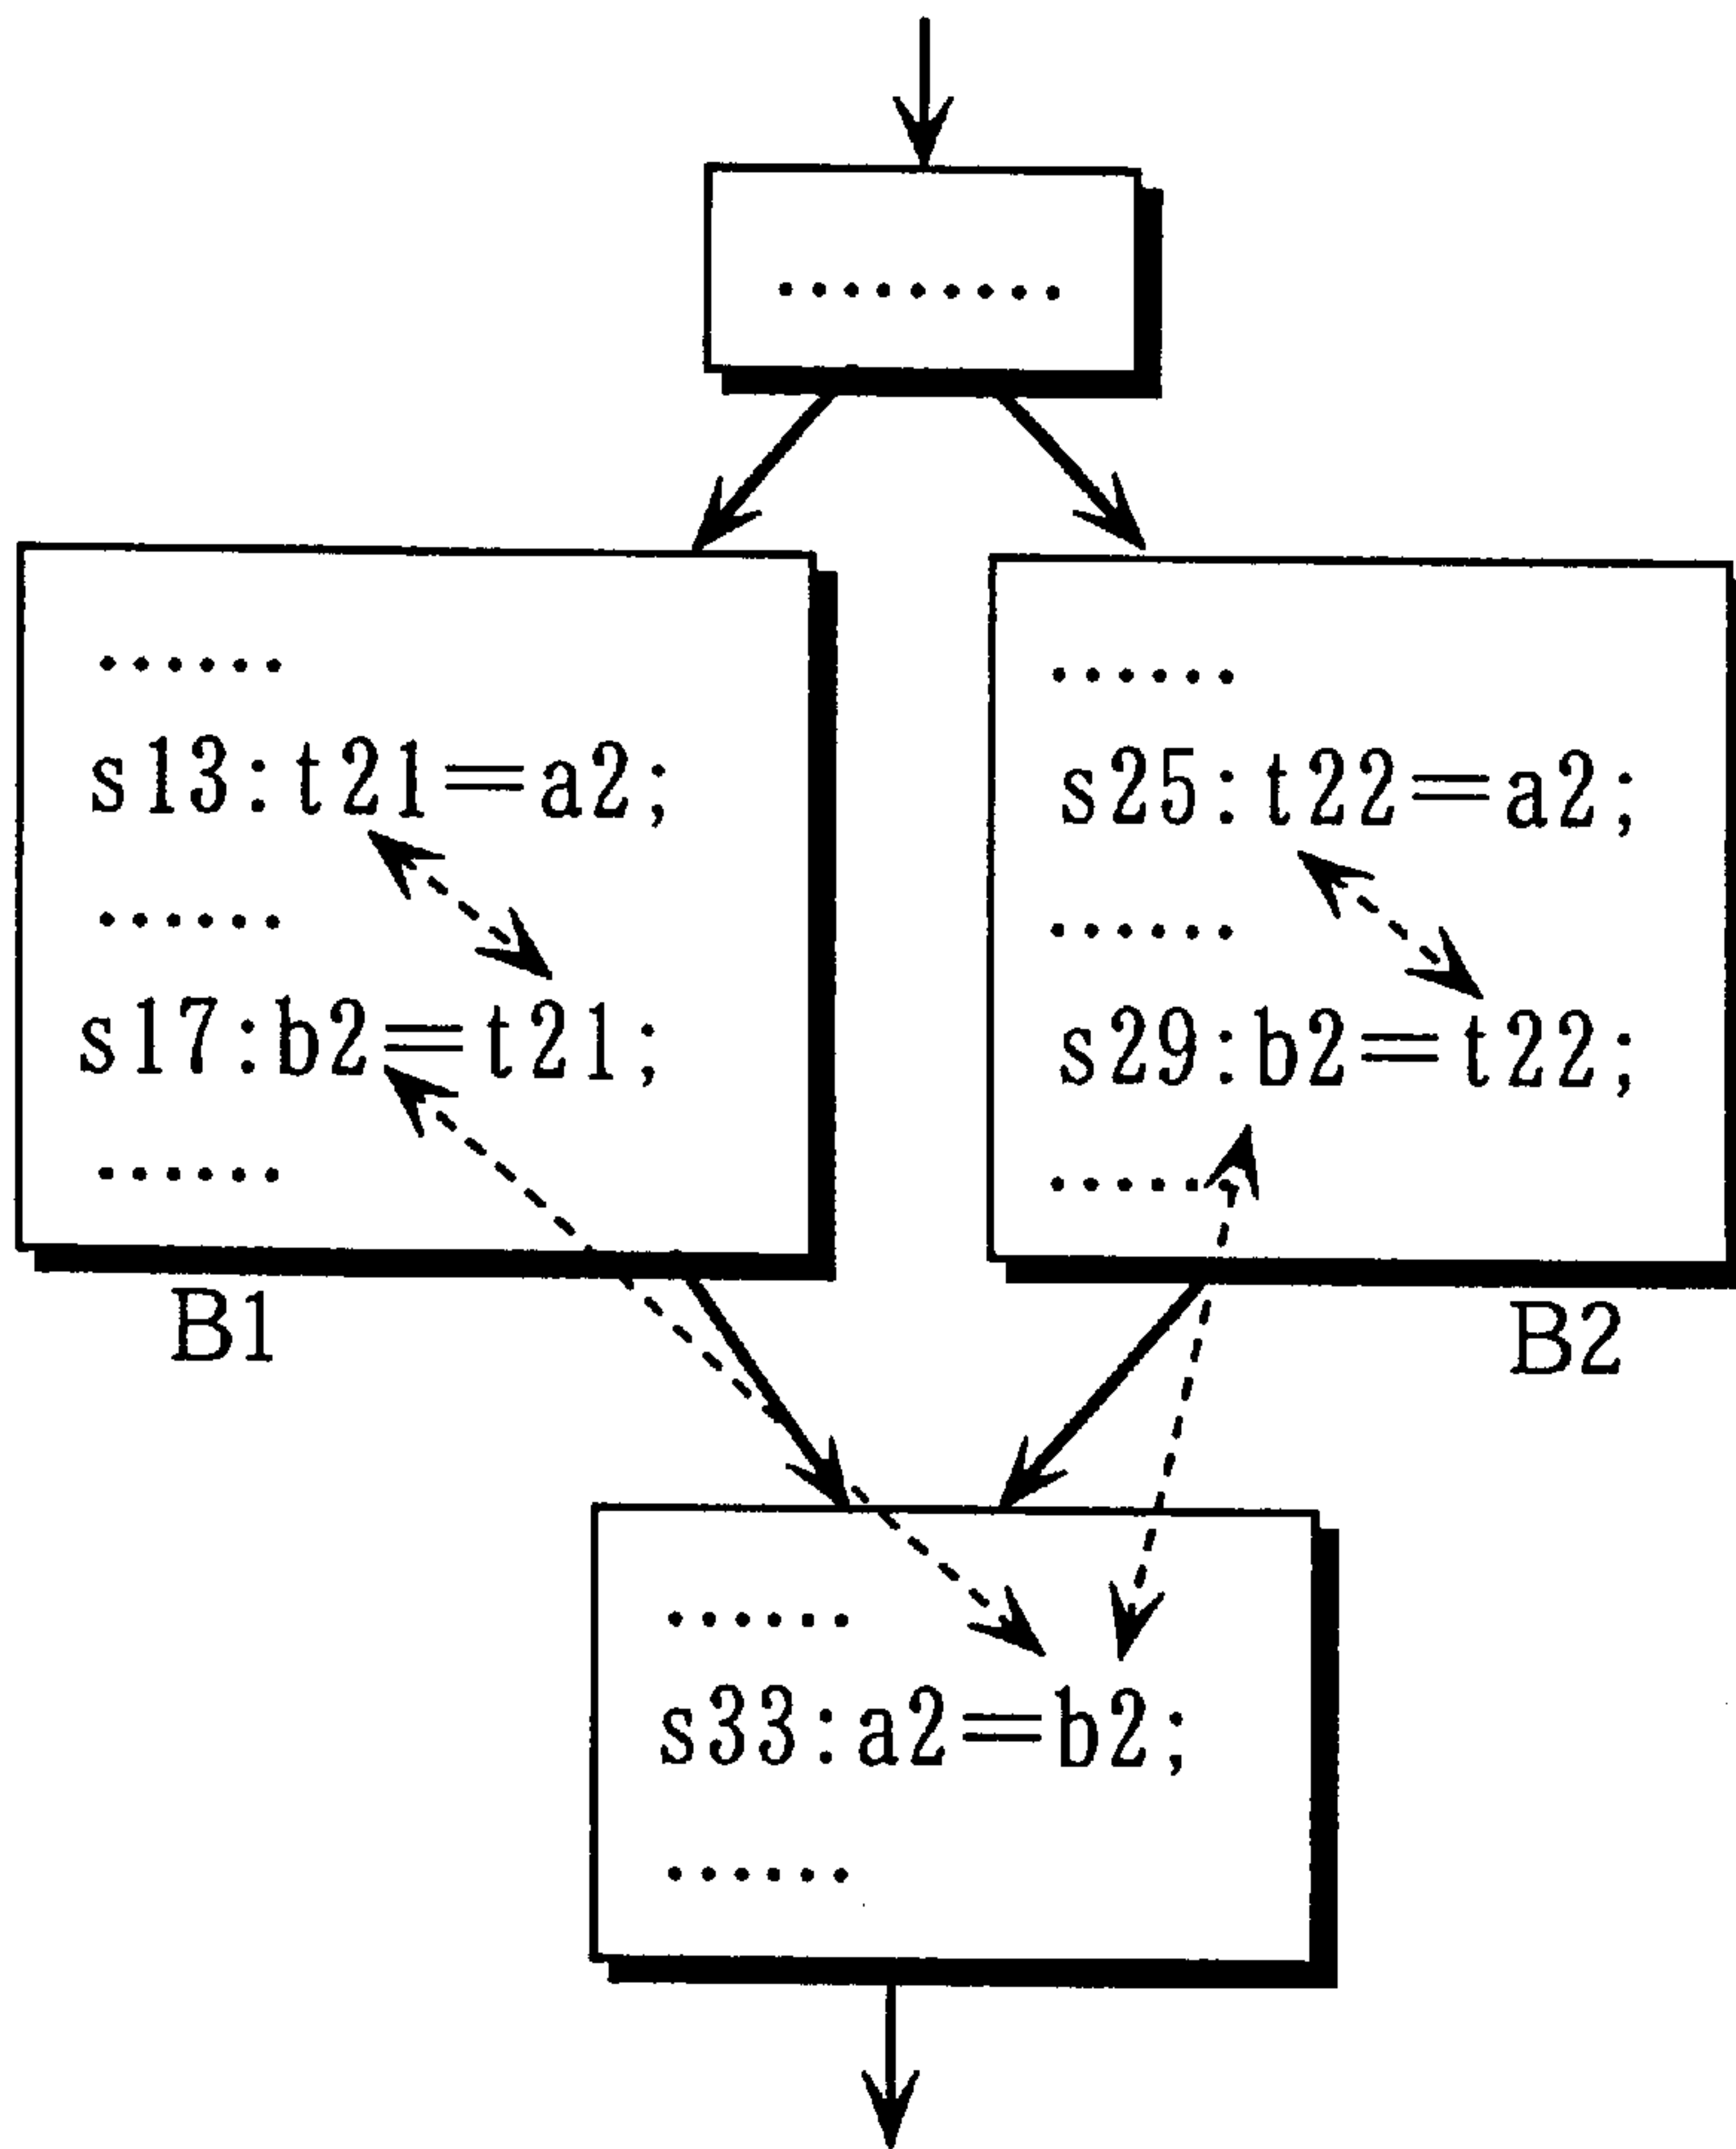 .........
......
s13:t21=a2;
......
s17:b2=t21;
......
B1
......
s25:t22=a2;
......
s29:b2=t22;
......
B2
......
s33:a2=b2;
......